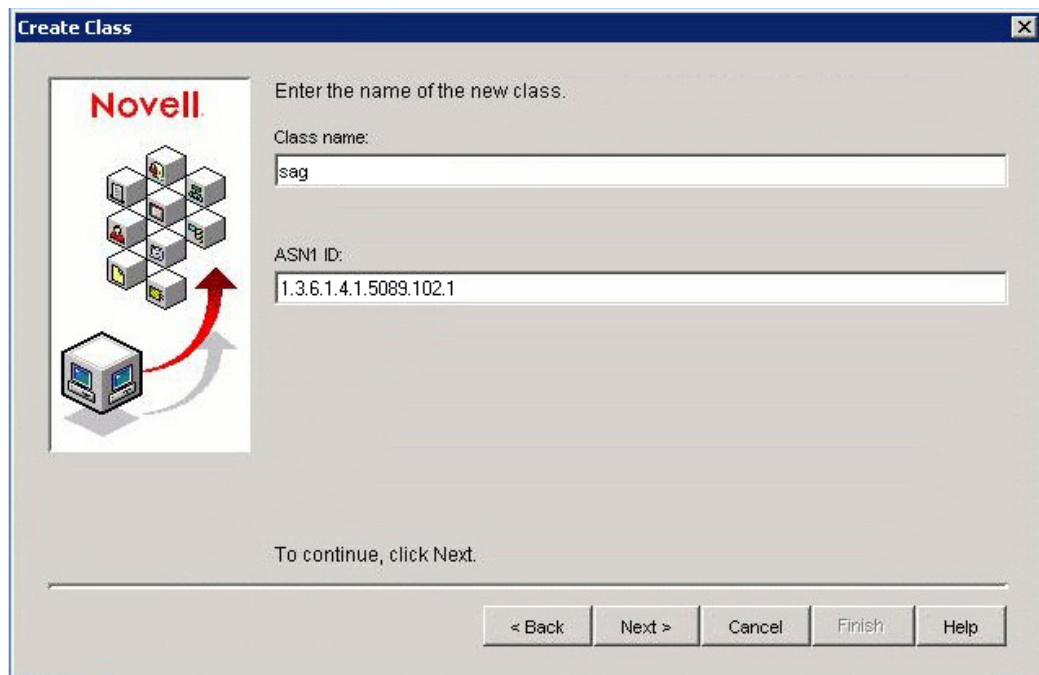 Create Class
Novell.
Enter the name of the new class.
Class name:
sag
ASN1 ID:
1.3.6.1.4.1.5089.102.1
To continue, click Next.
< Back Next > Cancel Finish Help